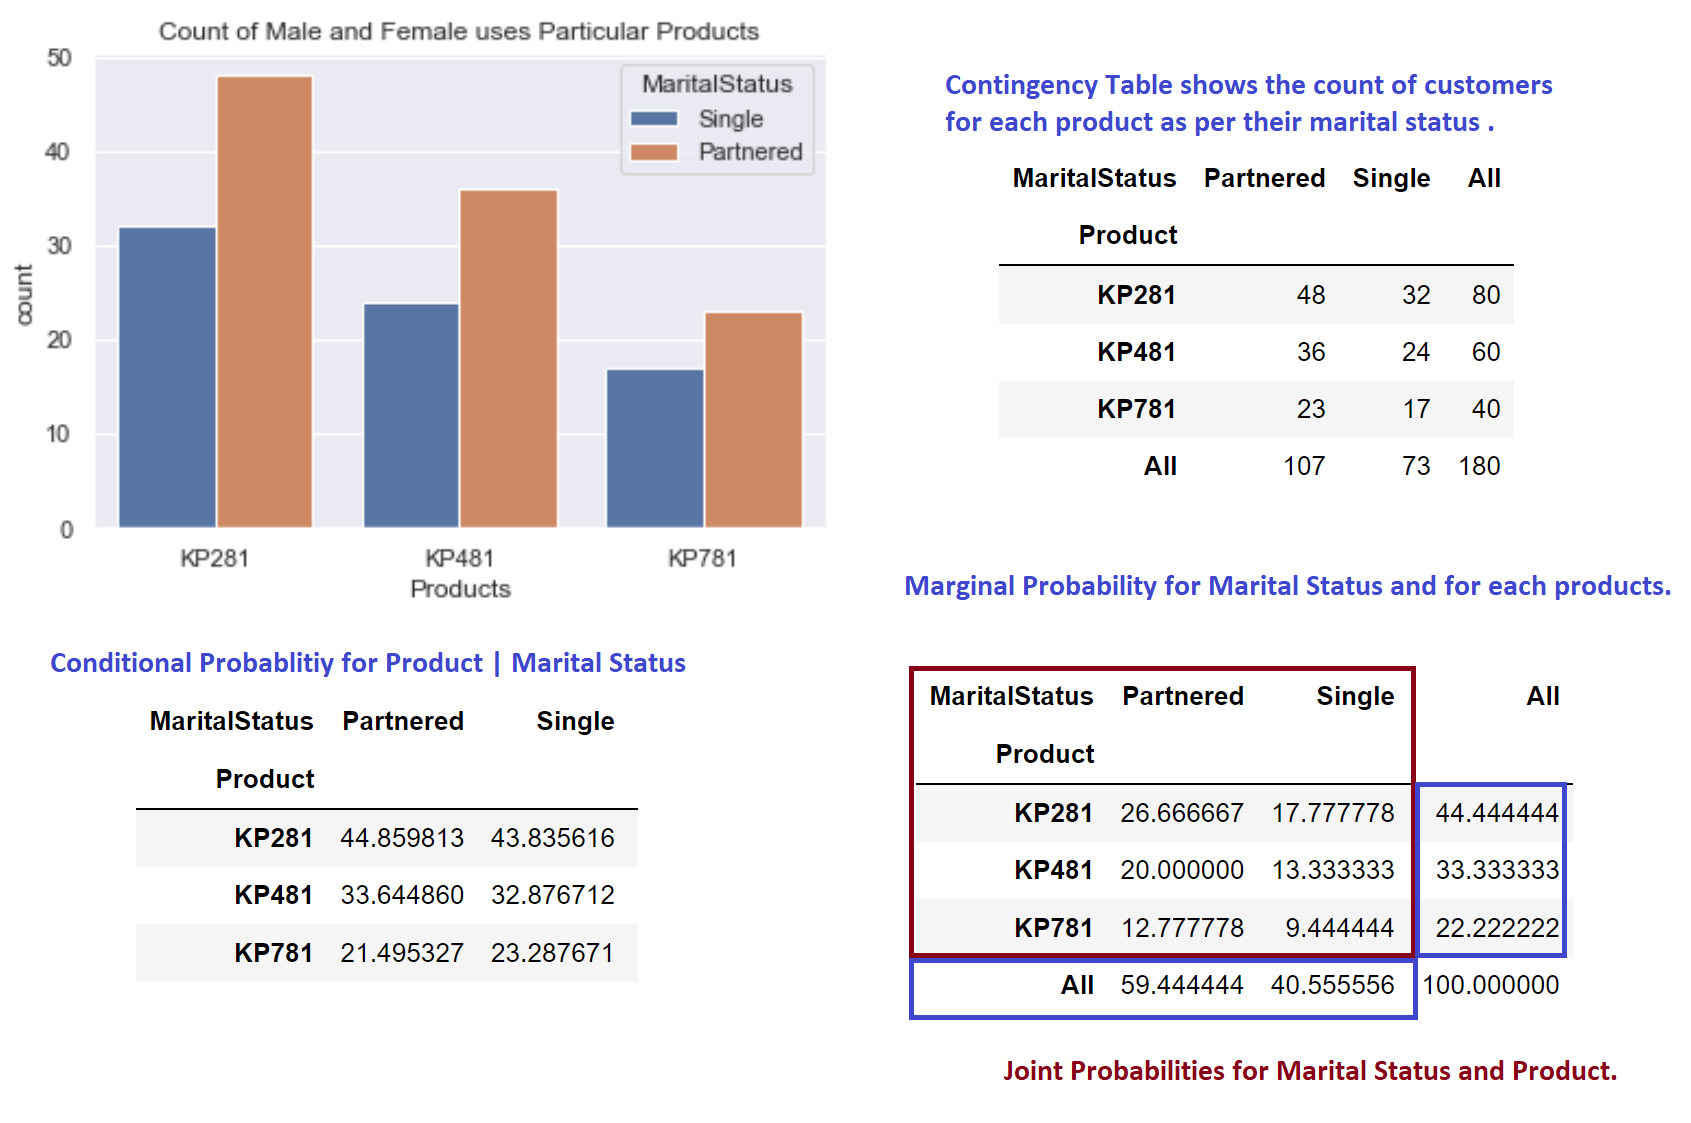 Count of Male and Female uses Particular Products
50
40
30
20
10
0
count
MaritalStatus
Single
Partnered
KP281 KP481 KP781
Products
Contingency Table shows the count of customers
for each product as per their marital status .
MaritalStatus Partnered Single All
Product
KP281 48 32 80
KP481 36 24 60
KP781 23 17 40
All 107 73 180
Conditional Probablitiy for Product | Marital Status
MaritalStatus Partnered Single
Product
KP281 44.859813 43.835616
KP481 33.644860 32.876712
KP781 21.495327 23.287671
Marginal Probability for Marital Status and for each products.
MaritalStatus Partnered Single All
Product
KP281 26.666667 17.777778 44.444444
KP481 20.000000 13.333333 33.333333
KP781 12.777778 9.444444 22.222222
All 59.444444 40.555556 100.000000
Joint Probabilities for Marital Status and Product.